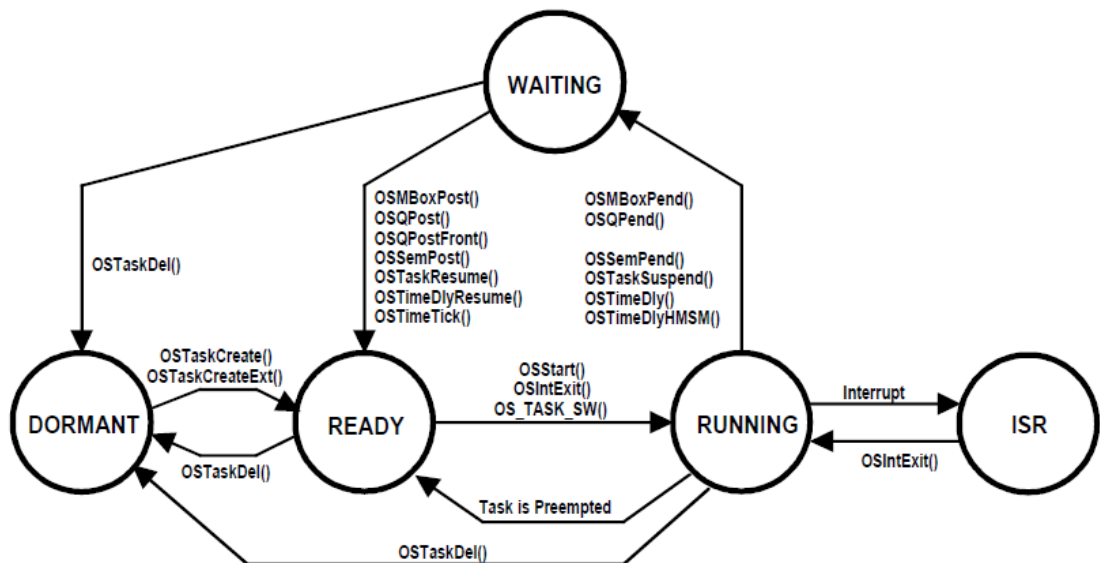 WAITING
OSMBoxPost()
OSQPost()
OSQPostFront()
OSSemPost()
OSTaskResume()
OSTimeDlyResume()
OSTimeTick()
OSMBoxPend()
OSQPend()
OSSemPend()
OSTaskSuspend()
OSTimeDly()
OSTimeDlyHMSM()
OSTaskDel()
OSTaskCreate()
OSTaskCreateExt()
OSStart()
OSIntExit()
OS_TASK_SW()
Interrupt
DORMANT
READY
RUNNING
ISR
OSTaskDel()
OSIntExit()
Task is Preempted
OSTaskDel()